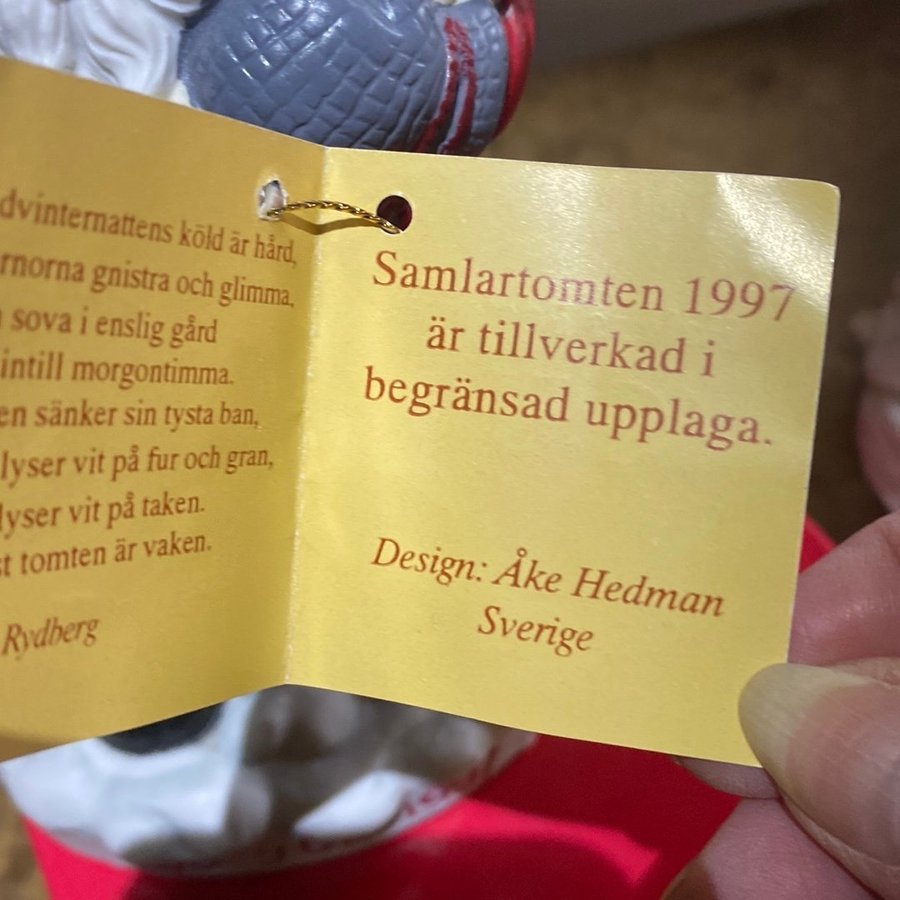 dvinternattens köld är hård,
rnorna gnistra och glimma.
sova i enslig gård
intill morgontimma.
en sänker sin tysta ban,
lyser vit på fur och gran,
lyser vit på taken.
st tomten är vaken.
Rydberg
Samlartomten 1997
är tillverkad i
begränsad upplaga.
Design: Åke Hedman
Sverige